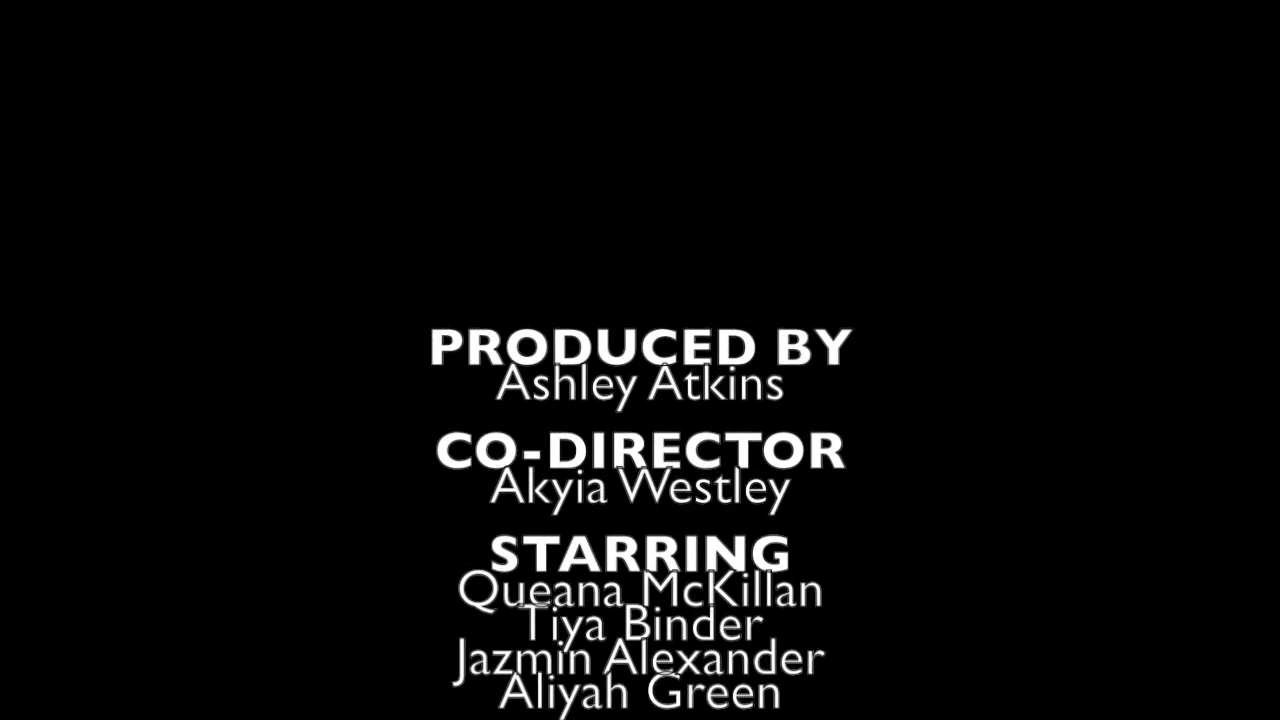 PRODUCED BY
Ashley Atkins
CO-DIRECTOR
Akyia Westley
STARRING
Queana McKillan
Tiya Binder
Jazmin Alexander
Aliyah Green